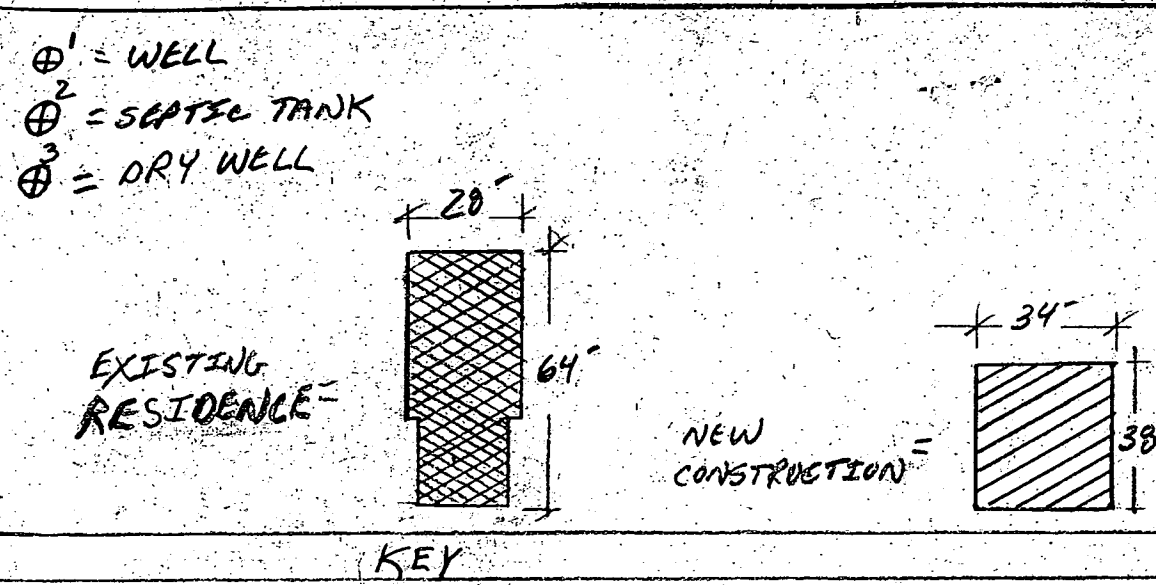 ⊕¹ = WELL
⊕² = SEPTIC TANK
⊕³ = DRY WELL
28'
64'
EXISTING
RESIDENCE =
34'
38
NEW
CONSTRUCTION =
KEY